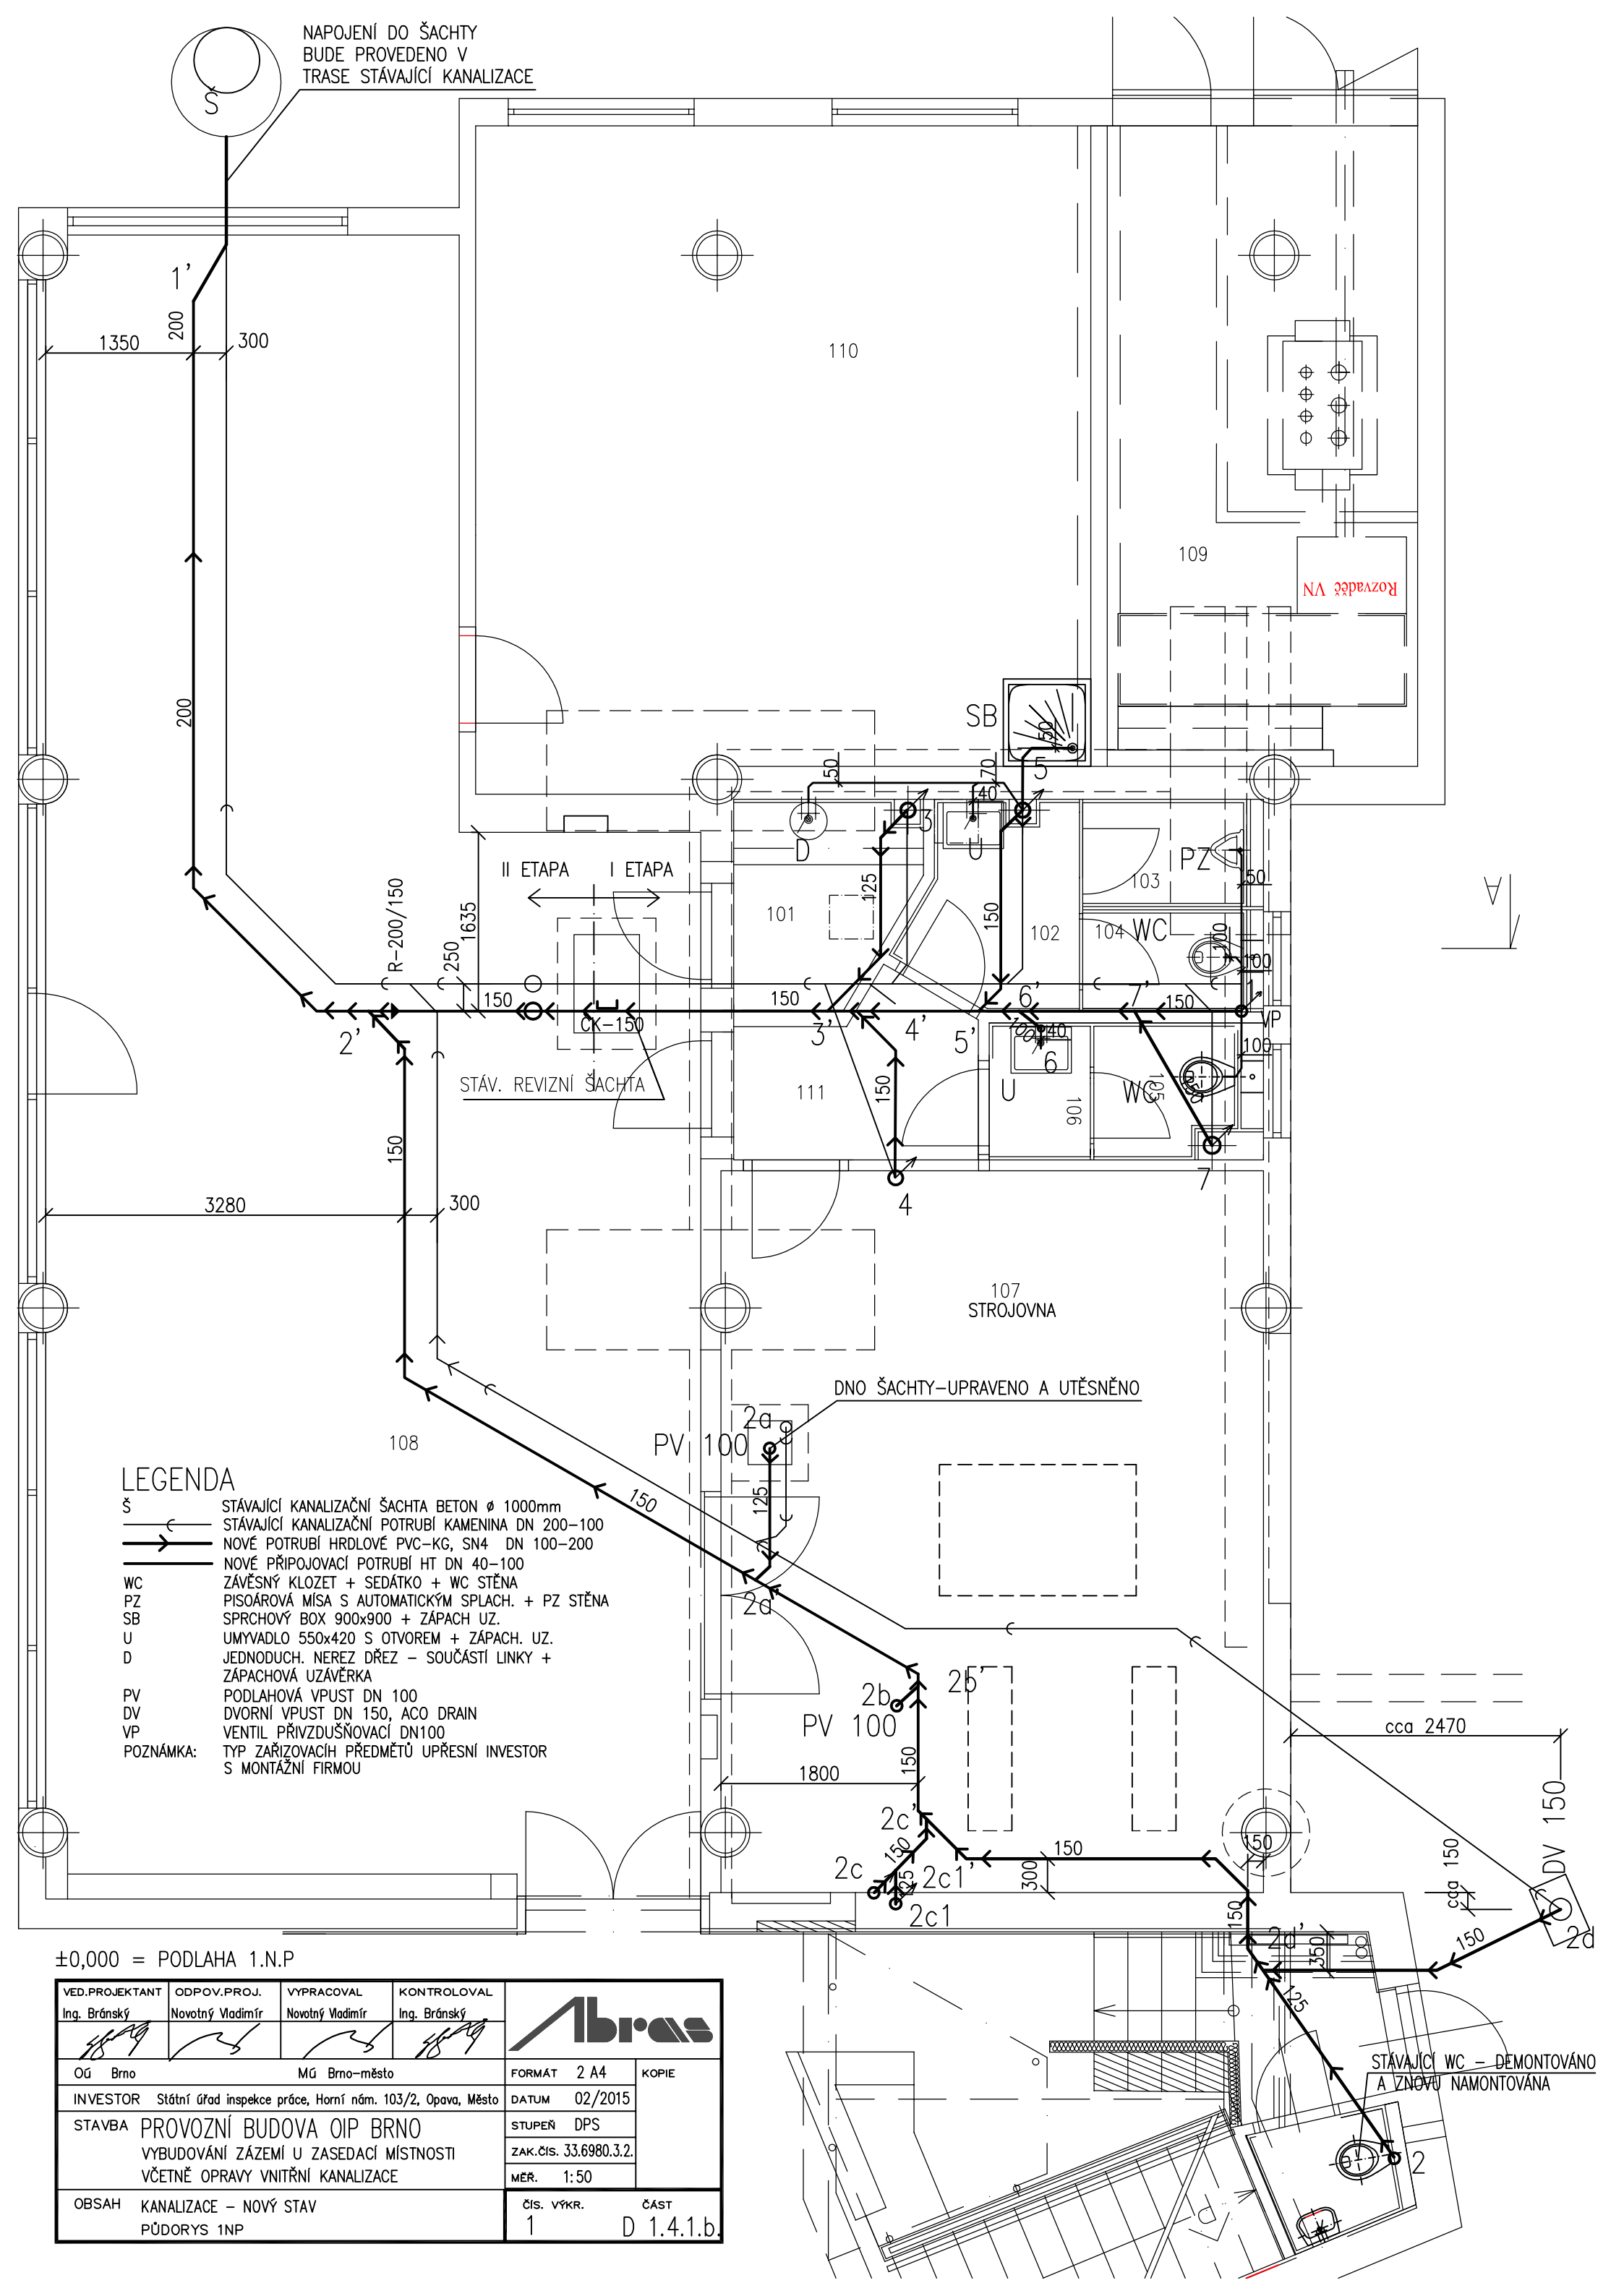 NAPOJENÍ DO ŠACHTY
BUDE PROVEDENO V
TRASE STÁVAJÍCÍ KANALIZACE
Š
1'
200
1350
300
110
109
Rozvaděč VN
200
SB
50
5
50
70
40
3
D
U
PZ
103
50
II ETAPA
I ETAPA
125
101
150
102
104
WC
100
100
R-200/150
250
1635
150
CK-150
150
3'
4'
5'
6'
7'
150
1
VP
2'
100
40
6
100
STÁV. REVIZNÍ ŠACHTA
111
150
U
106
WC
105
A
150
4
7
3280
300
107
STROJOVNA
DNO ŠACHTY-UPRAVENO A UTĚSNĚNO
2a
PV 100
108
125
150
2a'
LEGENDA
Š STÁVAJÍCÍ KANALIZAČNÍ ŠACHTA BETON ø 1000mm
STÁVAJÍCÍ KANALIZAČNÍ POTRUBÍ KAMENINA DN 200-100
NOVÉ POTRUBÍ HRDLOVÉ PVC-KG, SN4 DN 100-200
NOVÉ PŘIPOJOVACÍ POTRUBÍ HT DN 40-100
WC ZÁVĚSNÝ KLOZET + SEDÁTKO + WC STĚNA
PZ PISOÁROVÁ MÍSA S AUTOMATICKÝM SPLACH. + PZ STĚNA
SB SPRCHOVÝ BOX 900x900 + ZÁPACH UZ.
U UMYVADLO 550x420 S OTVOREM + ZÁPACH. UZ.
D JEDNODUCH. NEREZ DŘEZ - SOUČÁSTÍ LINKY +
ZÁPACHOVÁ UZÁVĚRKA
PV PODLAHOVÁ VPUST DN 100
DV DVORNÍ VPUST DN 150, ACO DRAIN
VP VENTIL PŘIVZDUŠŇOVACÍ DN100
POZNÁMKA: TYP ZAŘIZOVACÍH PŘEDMĚTŮ UPŘESNÍ INVESTOR
S MONTÁŽNÍ FIRMOU
2b
2b'
PV 100
150
1800
cca 2470
DV 150
2c'
150
2c
150
125
2c1'
2c1
300
150
cca 150
150
2d'
350
150
2d
125
STÁVAJÍCÍ WC - DEMONTOVÁNO
A ZNOVU NAMONTOVÁNA
2
±0,000 = PODLAHA 1.N.P
VED.PROJEKTANT ODPOV.PROJ. VYPRACOVAL KONTROLOVAL
Ing. Bránský Novotný Vladimír Novotný Vladimír Ing. Bránský
Abras
OÚ Brno MÚ Brno-město
FORMÁT 2 A4 KOPIE
INVESTOR Státní úřad inspekce práce, Horní nám. 103/2, Opava, Město
DATUM 02/2015
STAVBA PROVOZNÍ BUDOVA OIP BRNO
VYBUDOVÁNÍ ZÁZEMÍ U ZASEDACÍ MÍSTNOSTI
VČETNĚ OPRAVY VNITŘNÍ KANALIZACE
STUPEŇ DPS
ZAK.ČIS. 33.6980.3.2.
MĚŘ. 1:50
OBSAH KANALIZACE - NOVÝ STAV
PŮDORYS 1NP
ČÍS. VÝKR. ČÁST
1 D 1.4.1.b.